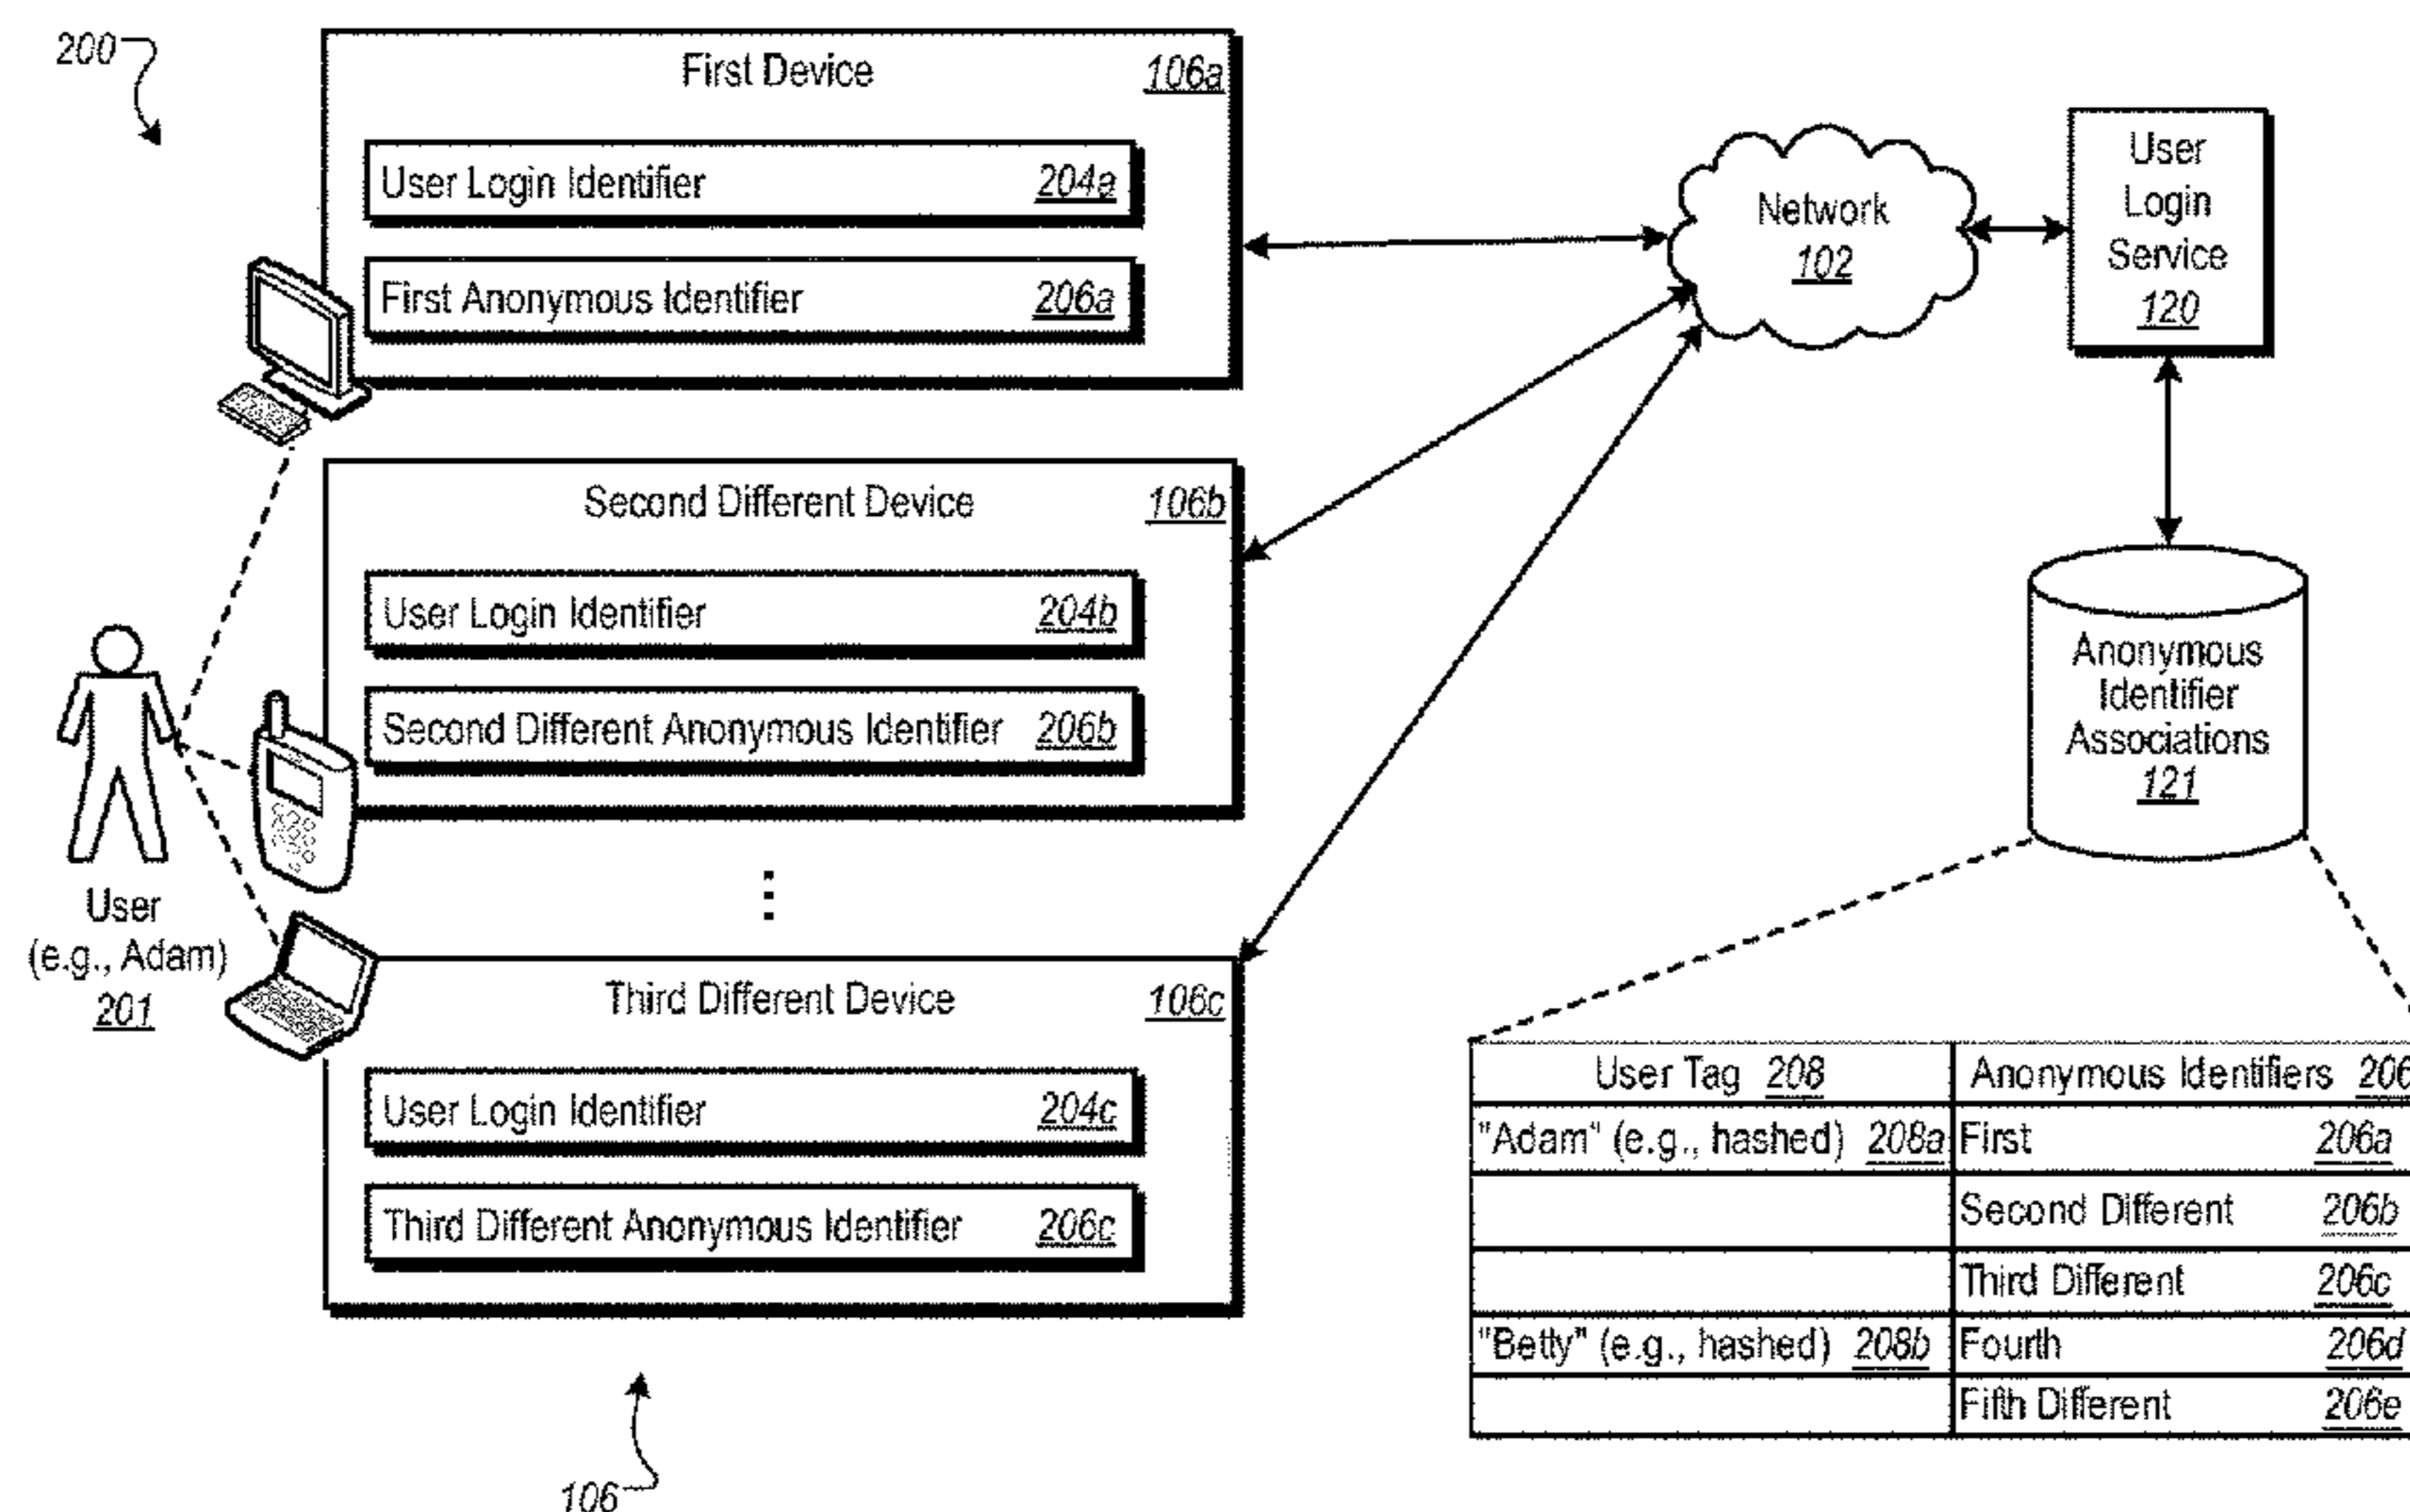 200
First Device 106a
User Login Identifier 204a
First Anonymous Identifier 206a
Second Different Device 106b
User Login Identifier 204b
Second Different Anonymous Identifier 206b
User
(e.g., Adam)
201
Third Different Device 106c
User Login Identifier 204c
Third Different Anonymous Identifier 206c
106
Network
102
User
Login
Service
120
Anonymous
Identifier
Associations
121
User Tag 208 Anonymous Identifiers 206
"Adam" (e.g., hashed) 208a First 206a
Second Different 206b
Third Different 206c
"Betty" (e.g., hashed) 208b Fourth 206d
Fifth Different 206e